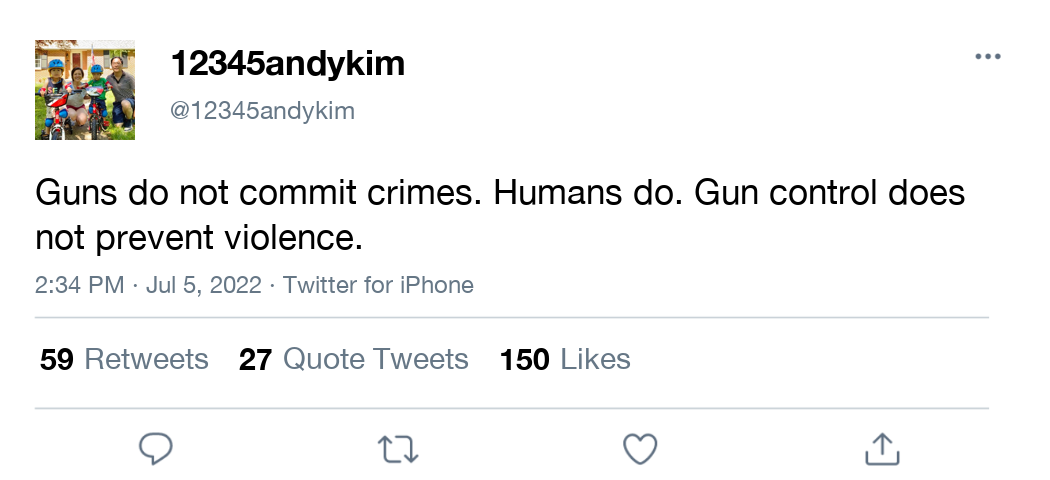 12345andykim
@12345andykim
Guns do not commit crimes. Humans do. Gun control does
not prevent violence.
2:34 PM · Jul 5, 2022 · Twitter for iPhone
59 Retweets 27 Quote Tweets 150 Likes